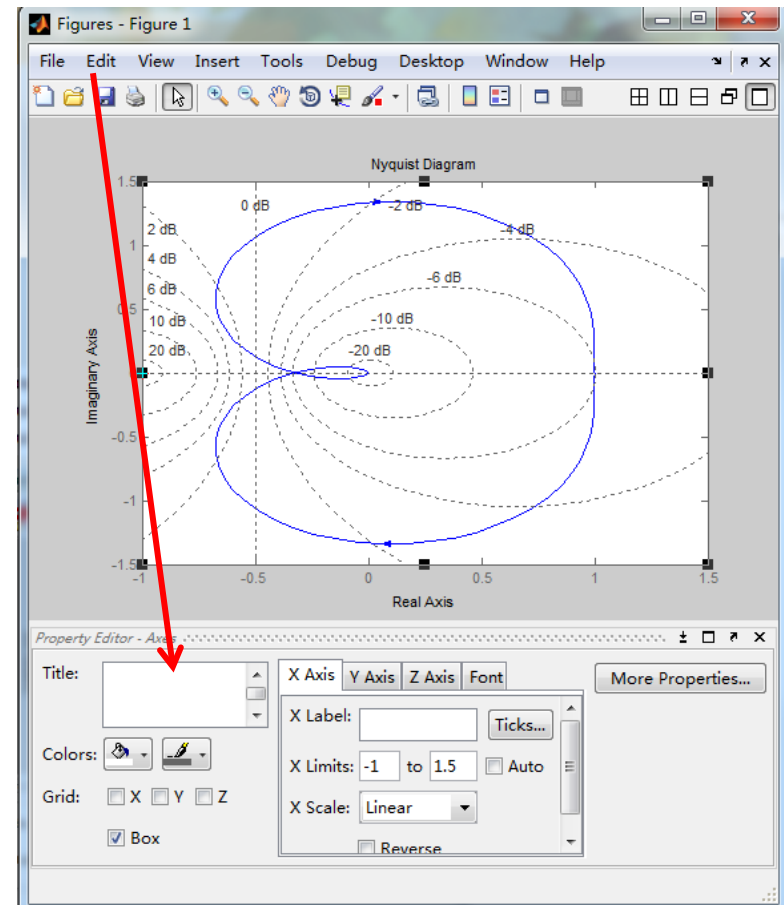 Figures - Figure 1
File Edit View Insert Tools Debug Desktop Window Help
Nyquist Diagram
1.5
0 dB
-2 dB
2 dB
-4 dB
1
4 dB
-6 dB
6 dB
0.5
10 dB
-10 dB
20 dB
-20 dB
0
Imaginary Axis
-0.5
-1
-1.5
-1 -0.5 0 0.5 1 1.5
Real Axis
Property Editor - Axes
Title:
X Axis Y Axis Z Axis Font
More Properties...
X Label:
Ticks...
Colors:
X Limits: -1 to 1.5 Auto
Grid: X Y Z
X Scale: Linear
Box
Reverse